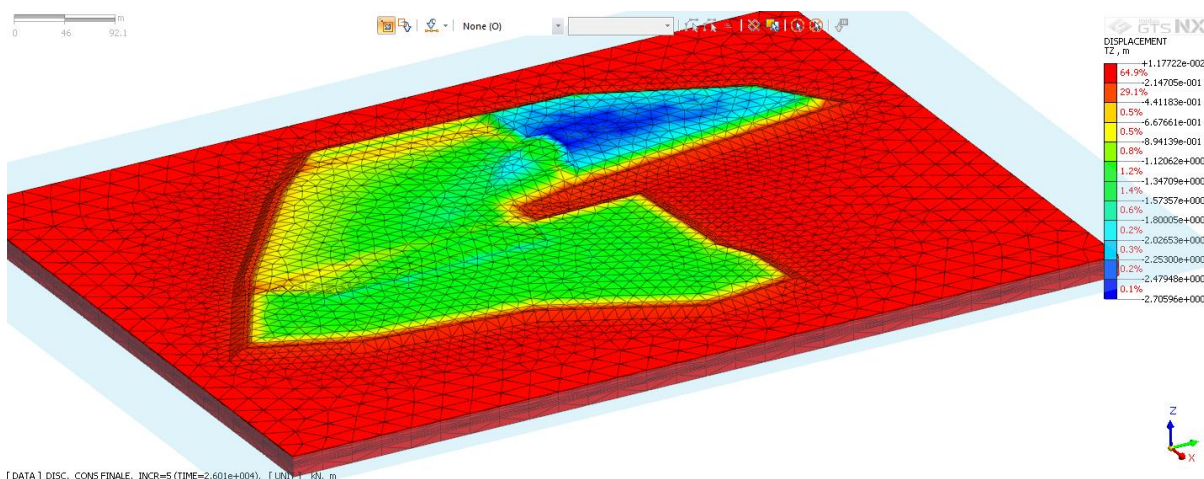 m
0 46 92.1
None (O)
GTS NX
DISPLACEMENT
TZ , m
+1.17722e-002
64.9%
-2.14705e-001
29.1%
-4.41183e-001
0.5%
-6.67661e-001
0.5%
-8.94139e-001
0.8%
-1.12062e+000
1.2%
-1.34709e+000
1.4%
-1.57357e+000
0.6%
-1.80005e+000
0.2%
-2.02653e+000
0.3%
-2.25300e+000
0.2%
-2.47948e+000
0.1%
-2.70596e+000
Z
X
[ DATA ] DISC, CONS FINALE, INCR=5 (TIME=2.601e+004), [ UNIT ] kN, m